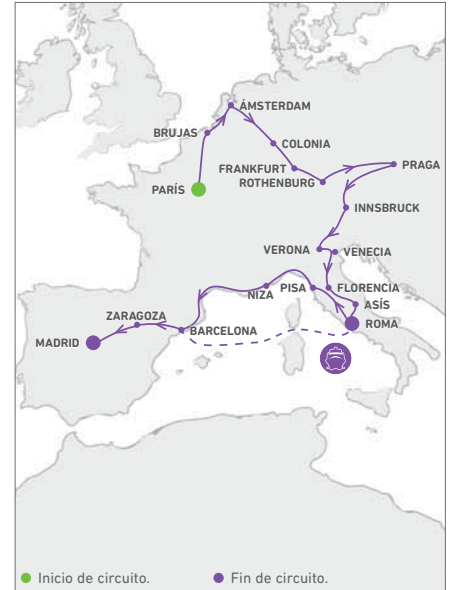 ÁMSTERDAM
BRUJAS
COLONIA
FRANKFURT
PRAGA
ROTHENBURG
PARÍS
INNSBRUCK
VERONA
VENECIA
NIZA
PISA
FLORENCIA
ASÍS
ZARAGOZA
ROMA
BARCELONA
MADRID
Inicio de circuito.
Fin de circuito.